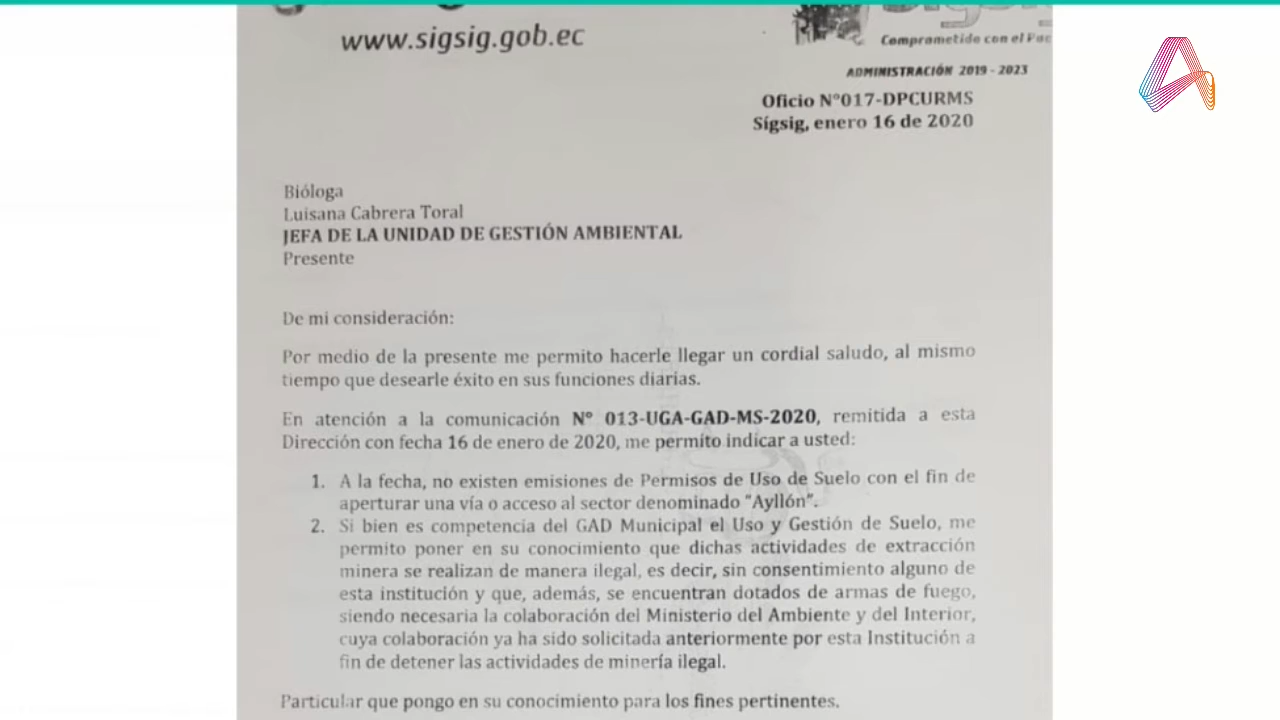 www.sigsig.gob.ec
Comprometido con el
ADMINISTRACIÓN 2019 - 2023
Oficio N°017-DPCURMS
Sígsig, enero 16 de 2020
Bióloga
Luisana Cabrera Toral
JEFA DE LA UNIDAD DE GESTIÓN AMBIENTAL
Presente
De mi consideración:
Por medio de la presente me permito hacerle llegar un cordial saludo, al mismo
tiempo que desearle éxito en sus funciones diarias.
En atención a la comunicación N° 013-UGA-GAD-MS-2020, remitida a esta
Dirección con fecha 16 de enero de 2020, me permito indicar a usted:
1. A la fecha, no existen emisiones de Permisos de Uso de Suelo con el fin de
aperturar una vía o acceso al sector denominado “Ayllón”.
2. Si bien es competencia del GAD Municipal el Uso y Gestión de Suelo, me
permito poner en su conocimiento que dichas actividades de extracción
minera se realizan de manera ilegal, es decir, sin consentimiento alguno de
esta institución y que, además, se encuentran dotados de armas de fuego,
siendo necesaria la colaboración del Ministerio del Ambiente y del Interior,
cuya colaboración ya ha sido solicitada anteriormente por esta Institución a
fin de detener las actividades de minería ilegal.
Particular que pongo en su conocimiento para los fines pertinentes.